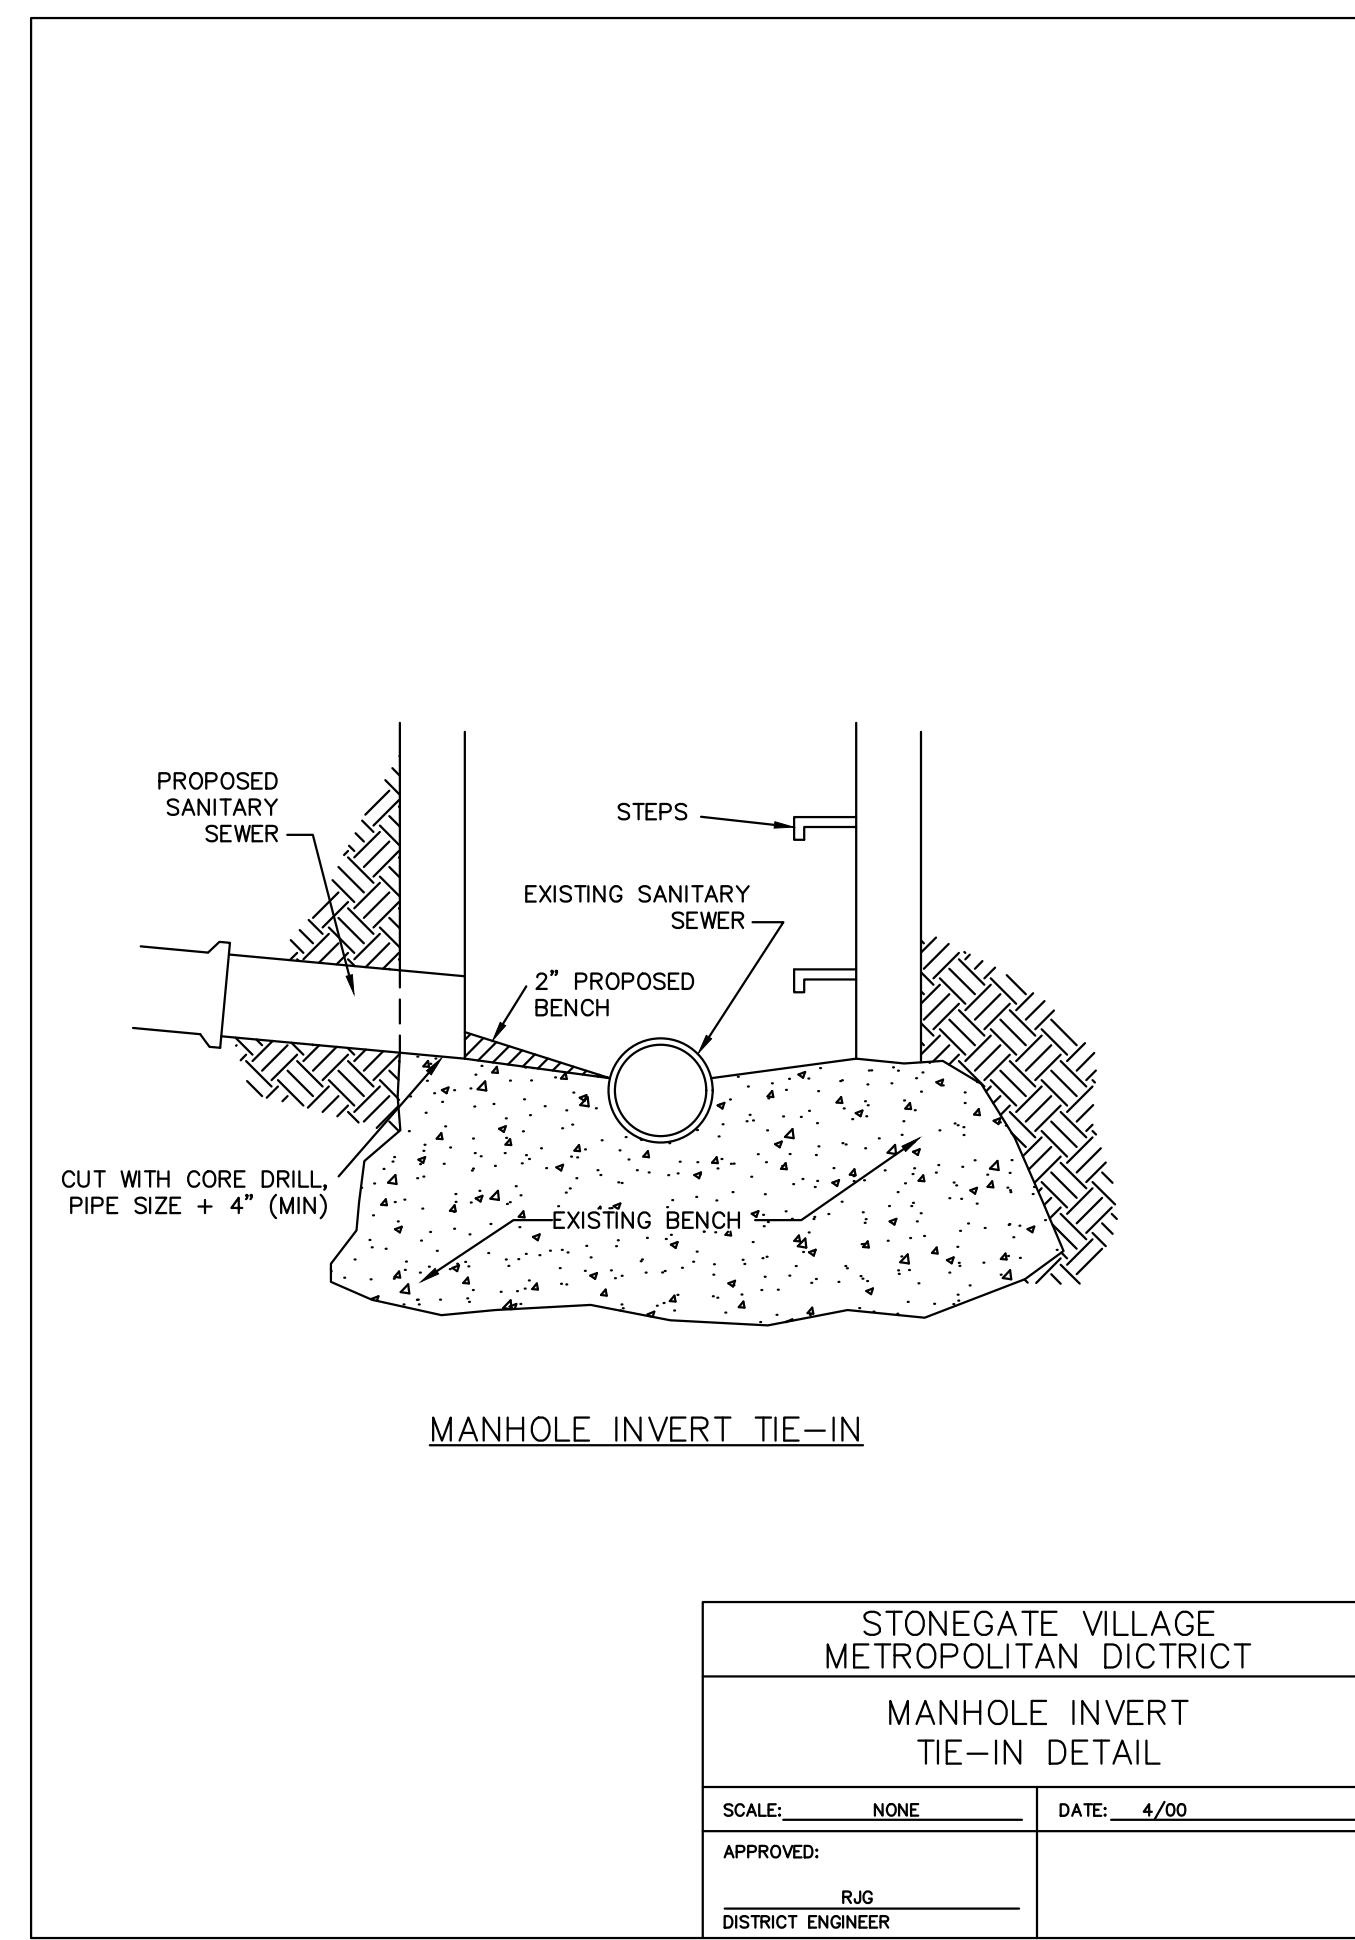 PROPOSED
SANITARY
SEWER
STEPS
EXISTING SANITARY
SEWER
2" PROPOSED
BENCH
CUT WITH CORE DRILL,
PIPE SIZE + 4" (MIN)
EXISTING BENCH
MANHOLE INVERT TIE-IN
STONEGATE VILLAGE
METROPOLITAN DICTRICT
MANHOLE INVERT
TIE-IN DETAIL
SCALE: NONE
DATE: 4/00
APPROVED:
RJG
DISTRICT ENGINEER